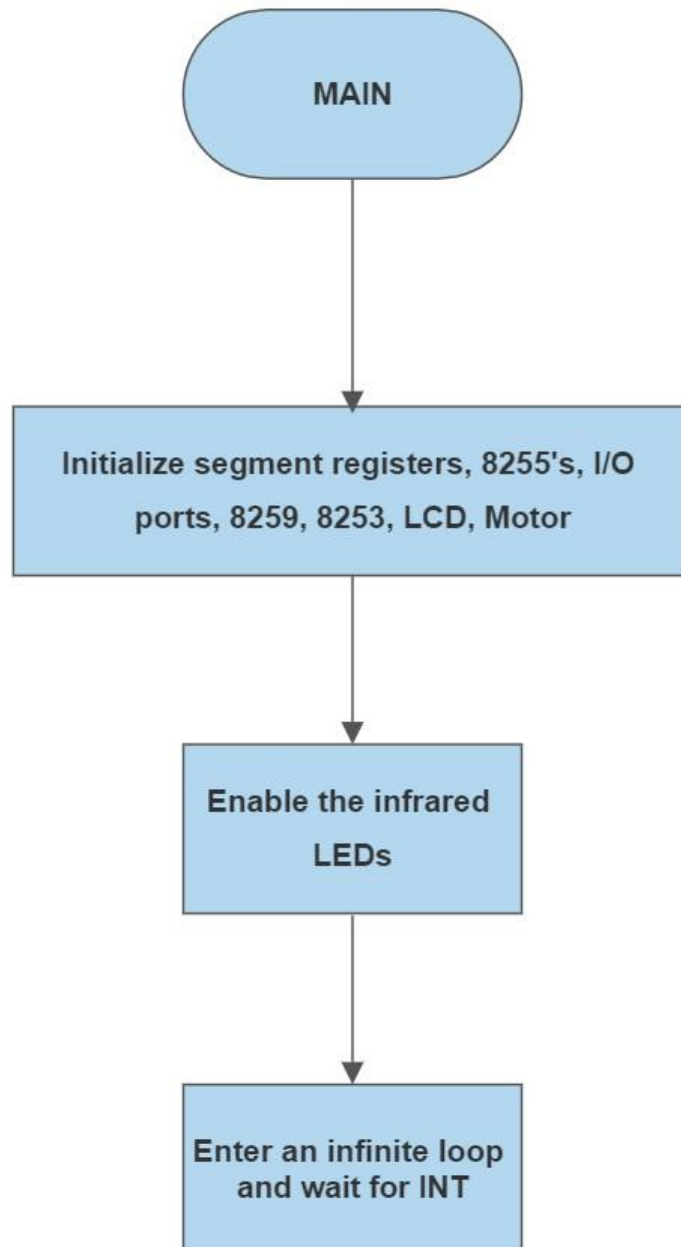 MAIN
Initialize segment registers, 8255's, I/O
ports, 8259, 8253, LCD, Motor
Enable the infrared
LEDs
Enter an infinite loop
and wait for INT